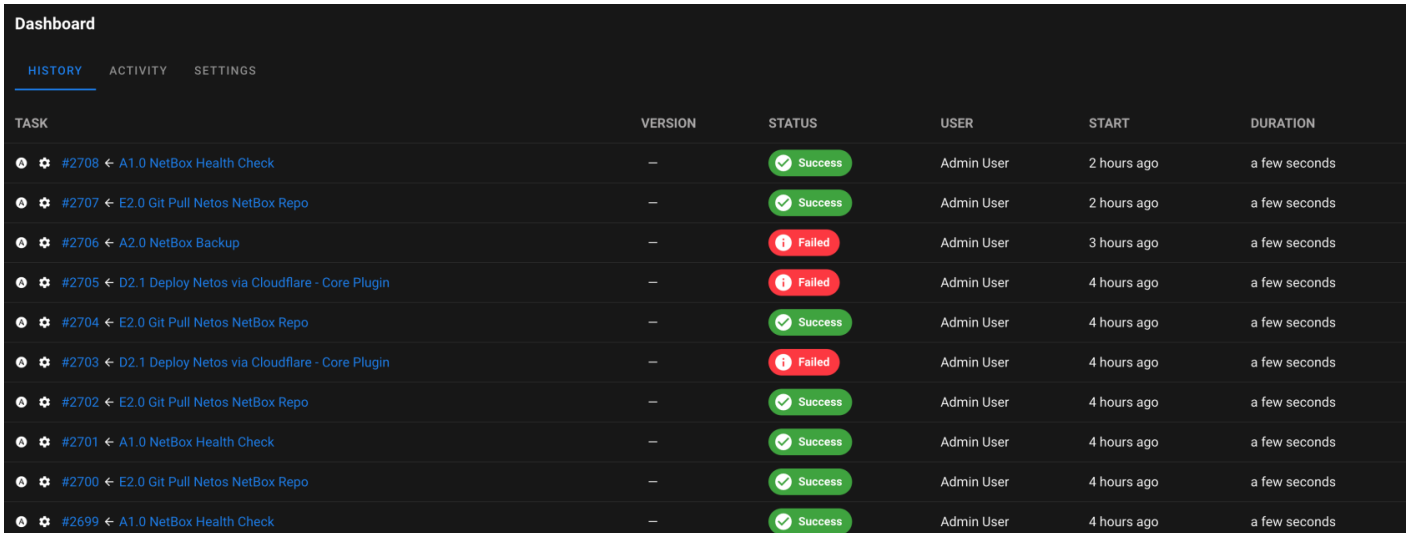 Dashboard
HISTORY ACTIVITY SETTINGS
TASK VERSION STATUS USER START DURATION
#2708 ← A1.0 NetBox Health Check — Success Admin User 2 hours ago a few seconds
#2707 ← E2.0 Git Pull Netos NetBox Repo — Success Admin User 2 hours ago a few seconds
#2706 ← A2.0 NetBox Backup — Failed Admin User 3 hours ago a few seconds
#2705 ← D2.1 Deploy Netos via Cloudflare - Core Plugin — Failed Admin User 4 hours ago a few seconds
#2704 ← E2.0 Git Pull Netos NetBox Repo — Success Admin User 4 hours ago a few seconds
#2703 ← D2.1 Deploy Netos via Cloudflare - Core Plugin — Failed Admin User 4 hours ago a few seconds
#2702 ← E2.0 Git Pull Netos NetBox Repo — Success Admin User 4 hours ago a few seconds
#2701 ← A1.0 NetBox Health Check — Success Admin User 4 hours ago a few seconds
#2700 ← E2.0 Git Pull Netos NetBox Repo — Success Admin User 4 hours ago a few seconds
#2699 ← A1.0 NetBox Health Check — Success Admin User 4 hours ago a few seconds